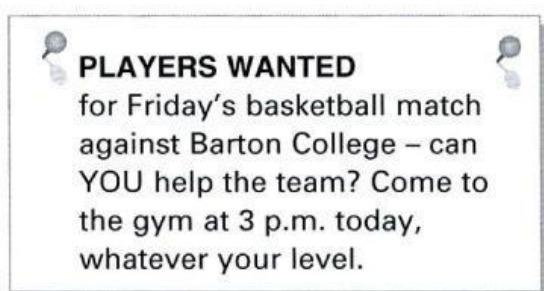 PLAYERS WANTED
for Friday's basketball match
against Barton College – can
YOU help the team? Come to
the gym at 3 p.m. today,
whatever your level.